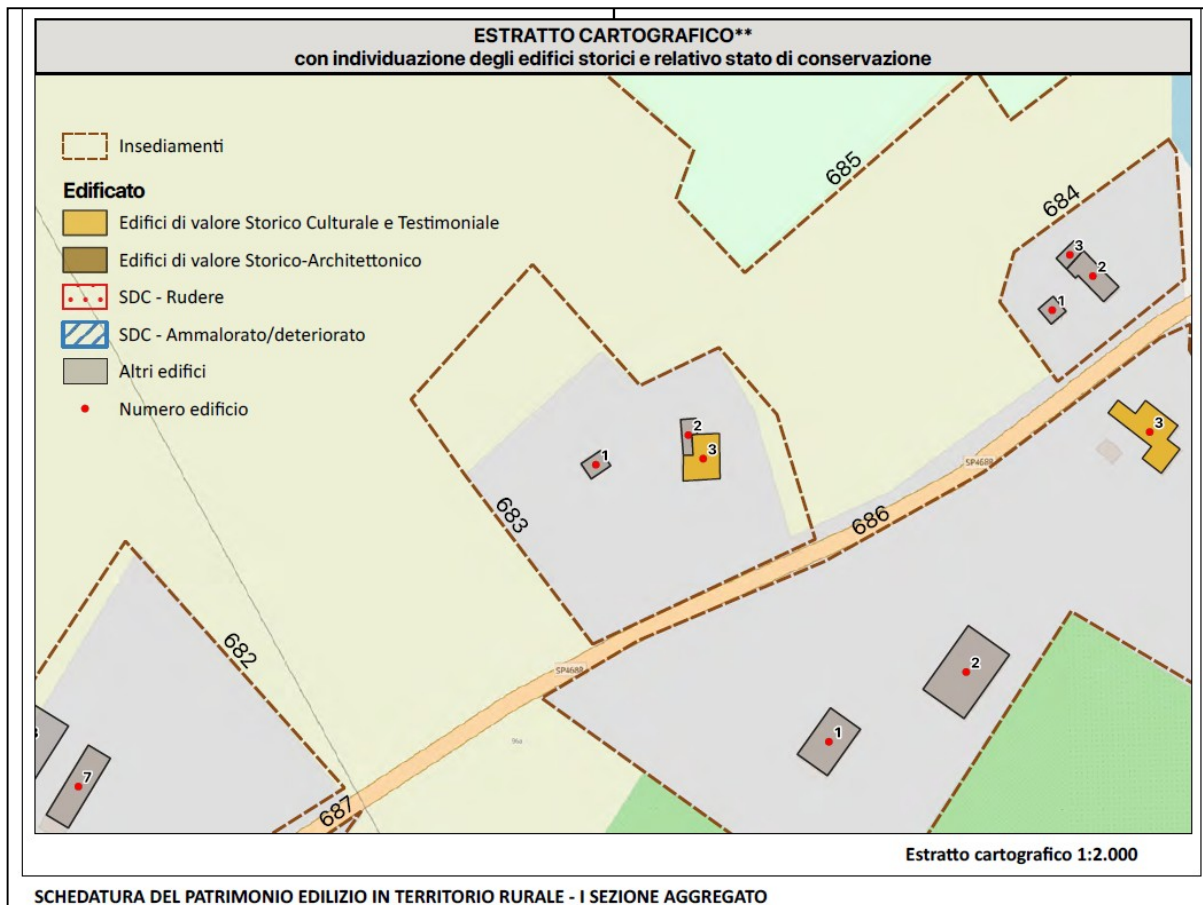 ESTRATTO CARTOGRAFICO**
con individuazione degli edifici storici e relativo stato di conservazione
Insediamenti
Edificato
Edifici di valore Storico Culturale e Testimoniale
Edifici di valore Storico-Architettonico
SDC - Rudere
SDC - Ammalorato/deteriorato
Altri edifici
Numero edificio
685
684
3
2
1
3
SP468R
2
3
1
683
686
682
2
SP468R
1
7
687
Estratto cartografico 1:2.000
SCHEDATURA DEL PATRIMONIO EDILIZIO IN TERRITORIO RURALE - I SEZIONE AGGREGATO